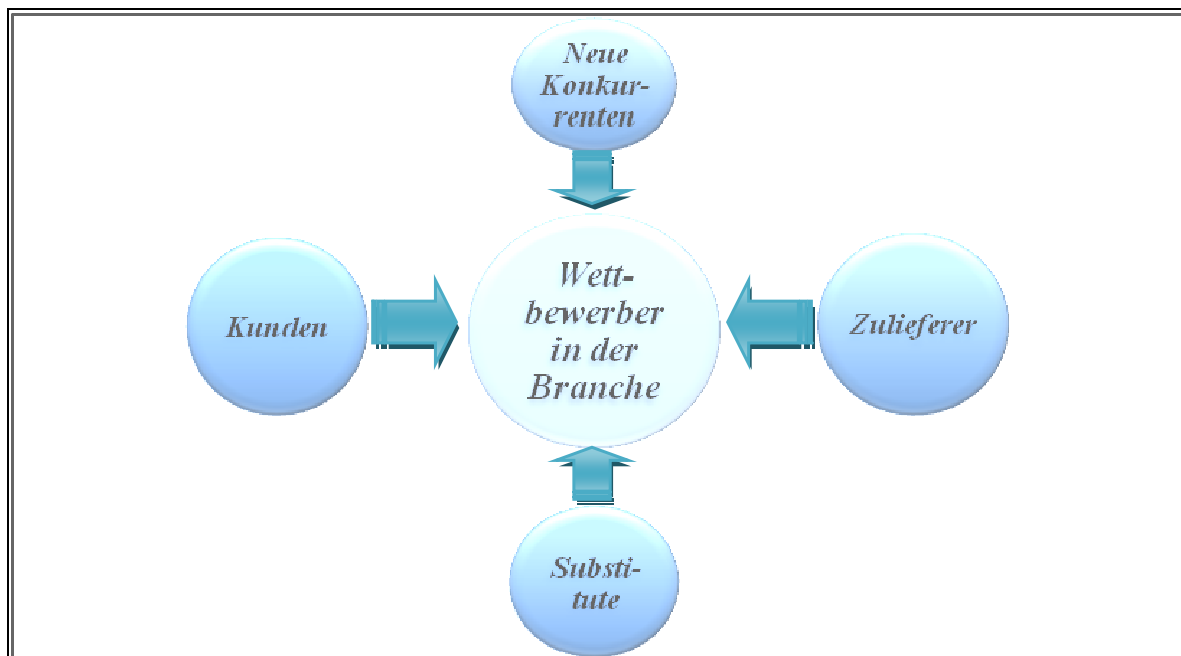 Neue
Konkur-
renten
Kunden
Wett-
bewerber
in der
Branche
Zulieferer
Substi-
tute